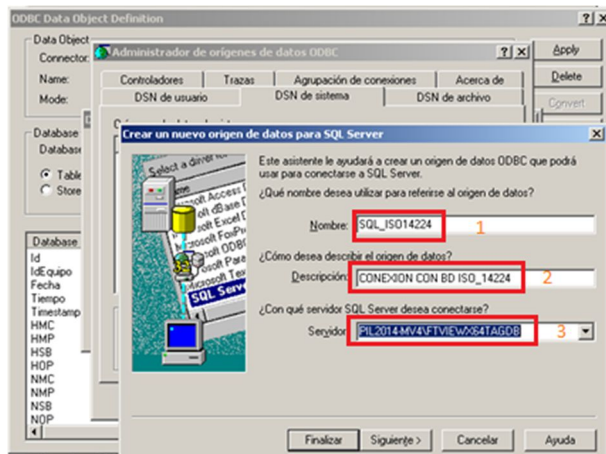 ODBC Data Object Definition
Data Object
Connector:
Name:
Mode:
Apply
Delete
Convert
Database
Table
Store
Database
Id
IdEquipo
Fecha
Tiempo
Timestamp
HMC
HMP
HSB
HOP
NMC
NMP
NSB
NOP
Administrador de orígenes de datos ODBC
Controladores
Trazas
Agrupación de conexiones
Acerca de
DSN de usuario
DSN de sistema
DSN de archivo
Crear un nuevo origen de datos para SQL Server
Select a driver
SQL Serve
Este asistente le ayudará a crear un origen de datos ODBC que podrá
usar para conectarse a SQL Server.
¿Qué nombre desea utilizar para referirse al origen de datos?
Nombre: SQL_ISO14224 1
¿Cómo desea describir el origen de datos?
Descripción: CONEXION CON BD ISO_14224 2
¿Con qué servidor SQL Server desea conectarse?
Servidor: PIL2014-MV4\FTVIEWX64TAGDB 3
Finalizar
Siguiente >
Cancelar
Ayuda